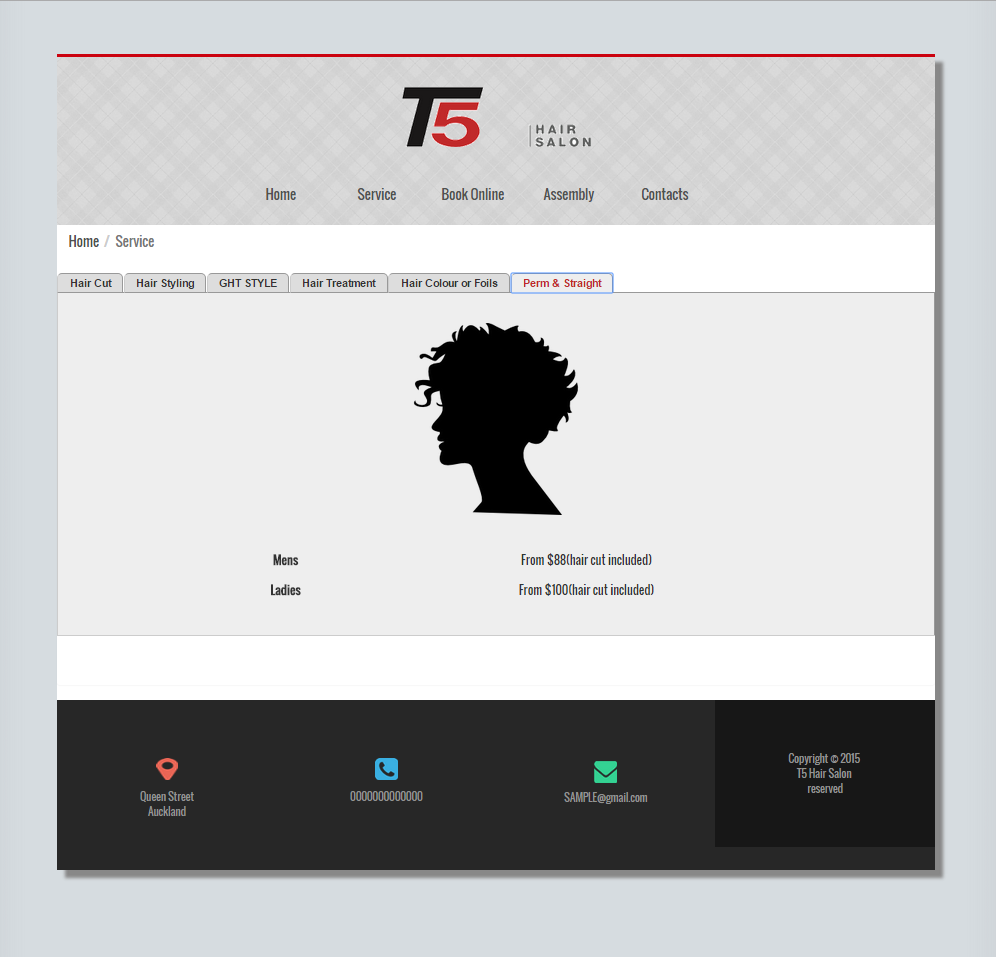 T5
HAIR
SALON
Home Service Book Online Assembly Contacts
Home / Service
Hair Cut Hair Styling GHT STYLE Hair Treatment Hair Colour or Foils Perm & Straight
Mens From $88(hair cut included)
Ladies From $100(hair cut included)
Queen Street
Auckland
0000000000000
SAMPLE@gmail.com
Copyright © 2015
T5 Hair Salon
reserved